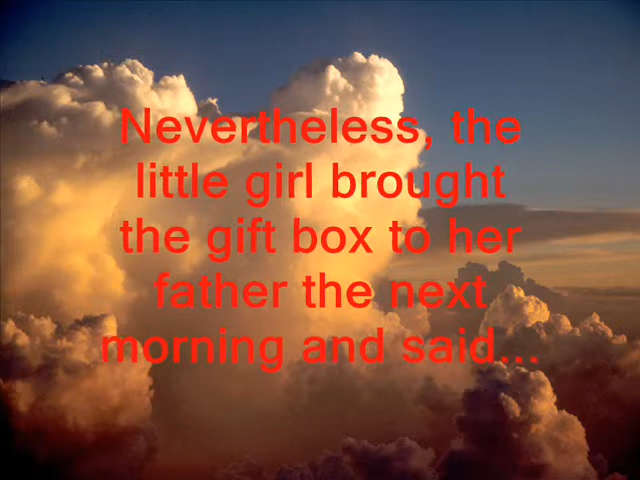 Nevertheless, the
little girl brought
the gift box to her
father the next
morning and said...